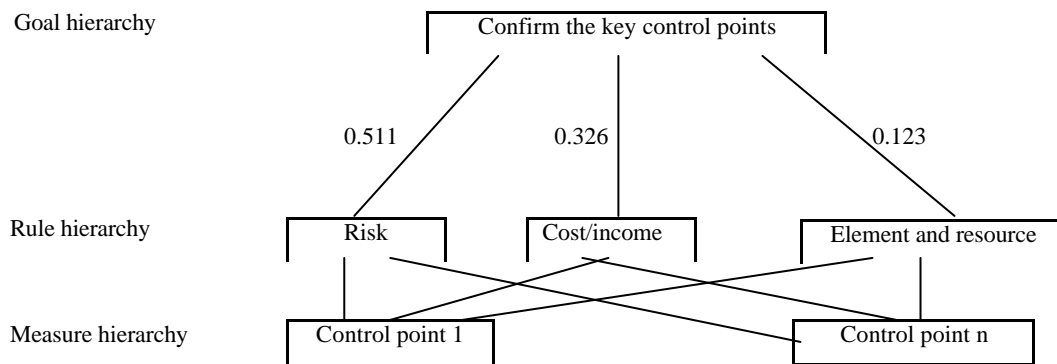 Goal hierarchy
Confirm the key control points
0.511
0.326
0.123
Rule hierarchy
Risk
Cost/income
Element and resource
Measure hierarchy
Control point 1
Control point n